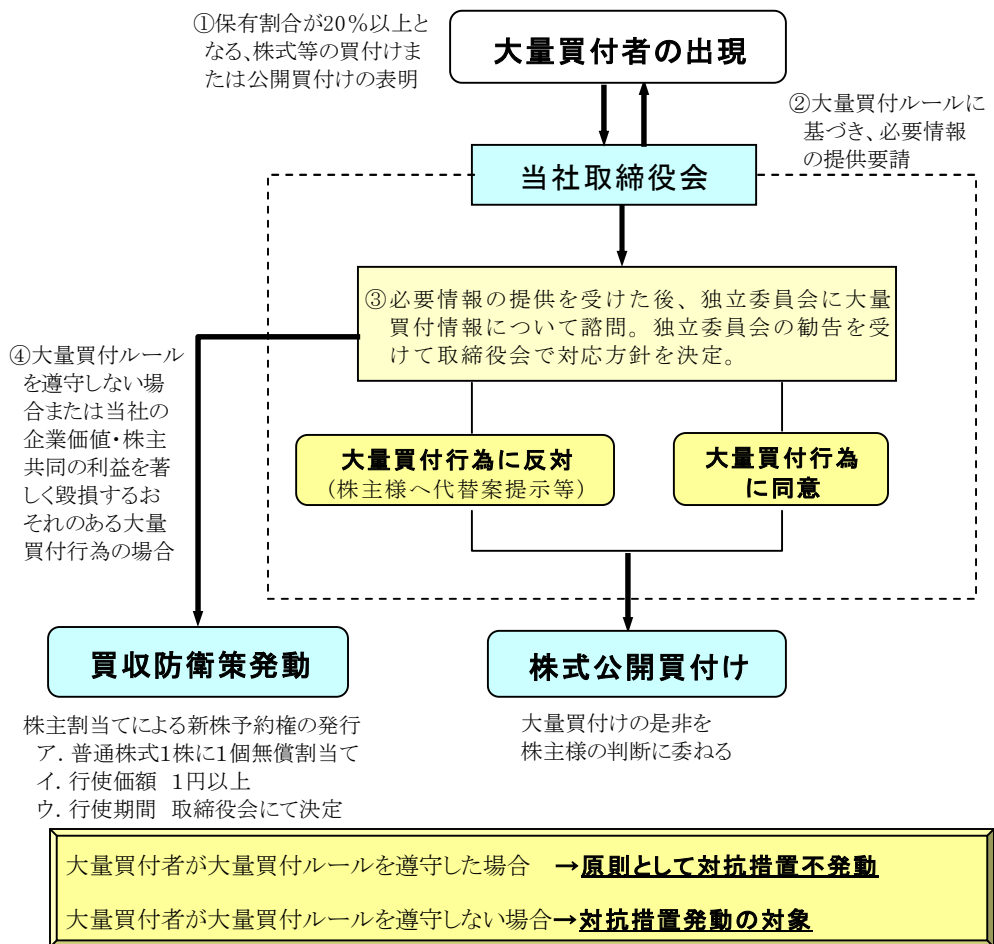 ①保有割合が20％以上と
なる、株式等の買付けま
たは公開買付けの表明
大量買付者の出現
②大量買付ルールに
基づき、必要情報
の提供要請
当社取締役会
③必要情報の提供を受けた後、独立委員会に大量
買付情報について諮問。独立委員会の勧告を受
けて取締役会で対応方針を決定。
④大量買付ルール
を遵守しない場
合または当社の
企業価値・株主
共同の利益を著
しく毀損するお
それのある大量
買付行為の場合
大量買付行為に反対
（株主様へ代替案提示等）
大量買付行為
に同意
買収防衛策発動
株式公開買付け
株主割当てによる新株予約権の発行
ア．普通株式1株に1個無償割当て
イ．行使価額 1円以上
ウ．行使期間 取締役会にて決定
大量買付けの是非を
株主様の判断に委ねる
大量買付者が大量買付ルールを遵守した場合 →原則として対抗措置不発動
大量買付者が大量買付ルールを遵守しない場合→対抗措置発動の対象